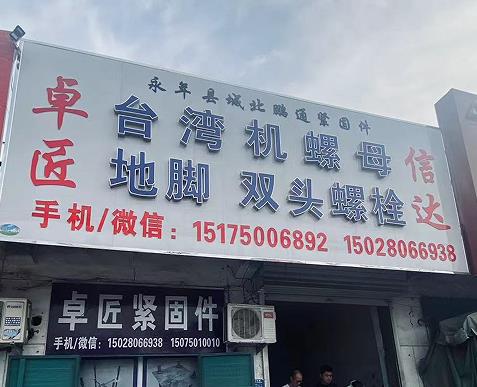 永年县城北鹏通紧固件
卓匠
台湾机螺母
地脚 双头螺栓
信达
手机/微信：15175006892 15028066938
卓匠紧固件
手机/微信：15028066938 15075010010